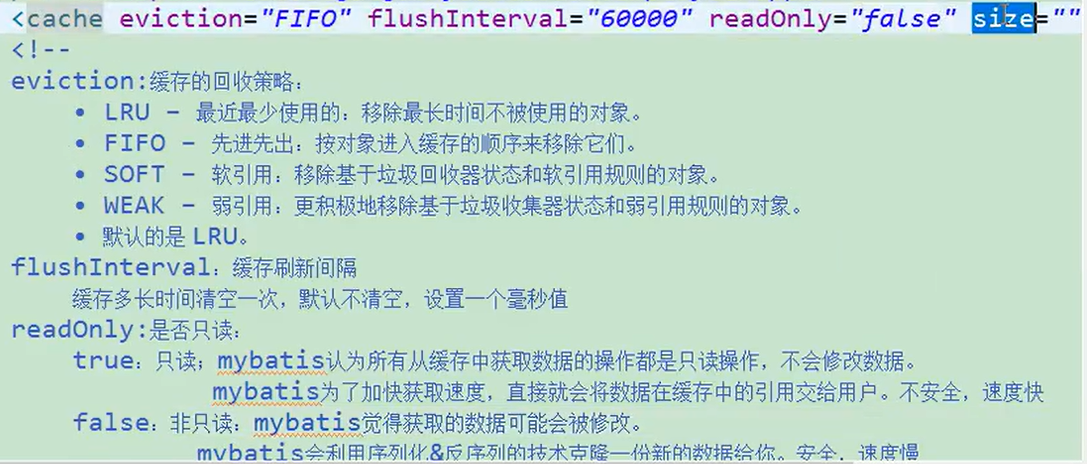 <cache eviction="FIFO" flushInterval="60000" readOnly="false" size=""
<!--
eviction:缓存的回收策略:
• LRU – 最近最少使用的: 移除最长时间不被使用的对象。
• FIFO – 先进先出: 按对象进入缓存的顺序来移除它们。
• SOFT – 软引用: 移除基于垃圾回收器状态和软引用规则的对象。
• WEAK – 弱引用: 更积极地移除基于垃圾收集器状态和弱引用规则的对象。
• 默认的是 LRU。
flushInterval: 缓存刷新间隔
缓存多长时间清空一次, 默认不清空, 设置一个毫秒值
readOnly:是否只读:
true: 只读; mybatis认为所有从缓存中获取数据的操作都是只读操作, 不会修改数据。
mybatis为了加快获取速度, 直接就会将数据在缓存中的引用交给用户。不安全, 速度快
false: 非只读: mybatis觉得获取的数据可能会被修改。
mybatis会利用序列化&反序列的技术克隆一份新的数据给你。安全, 速度慢